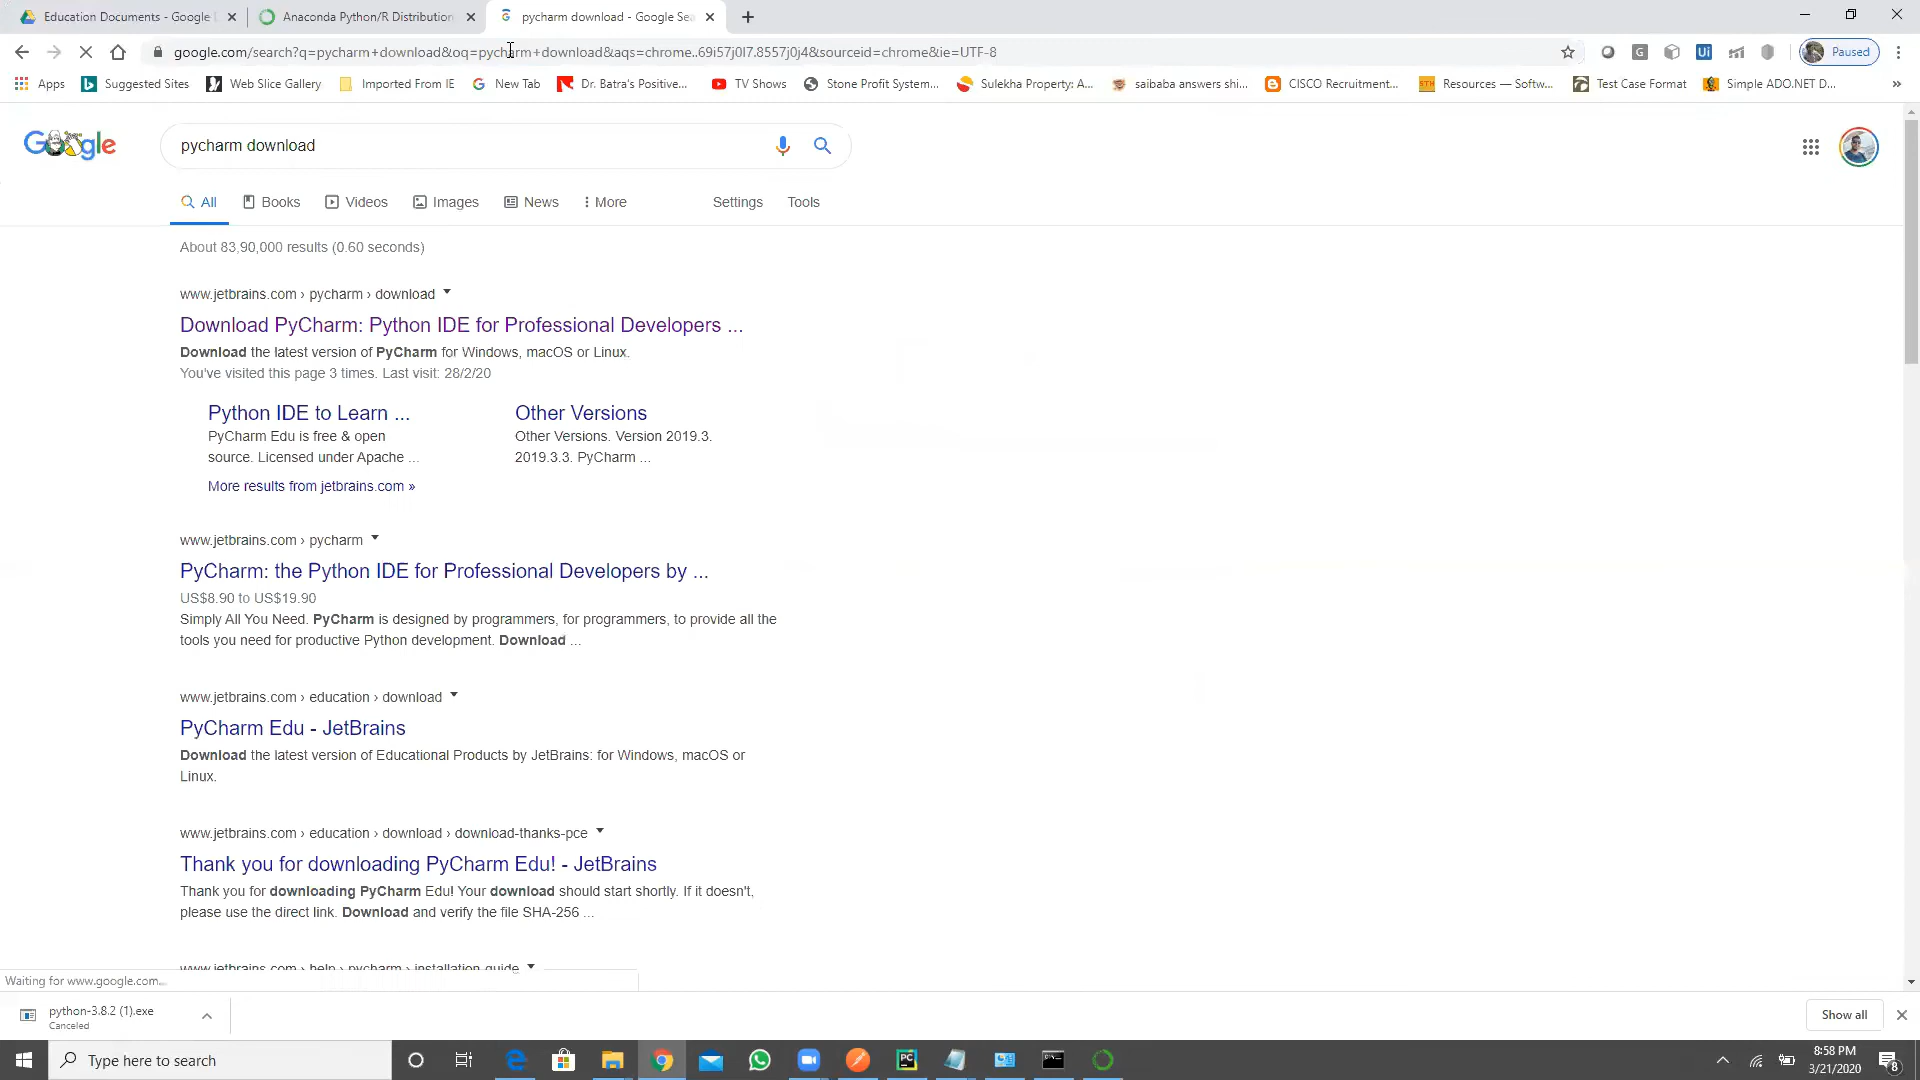 Education Documents - Google
Anaconda Python/R Distribution
pycharm download - Google Sea
google.com/search?q=pycharm+download&oq=pycharm+download&aqs=chrome..69i57j0l7.8557j0j4&sourceid=chrome&ie=UTF-8
Paused
Apps
Suggested Sites
Web Slice Gallery
Imported From IE
New Tab
Dr. Batra's Positive...
TV Shows
Stone Profit System...
Sulekha Property: A...
saibaba answers shi...
CISCO Recruitment...
Resources — Softw...
Test Case Format
Simple ADO.NET D...
»
pycharm download
All
Books
Videos
Images
News
More
Settings
Tools
About 83,90,000 results (0.60 seconds)
www.jetbrains.com › pycharm › download
Download PyCharm: Python IDE for Professional Developers ...
Download the latest version of PyCharm for Windows, macOS or Linux.
You've visited this page 3 times. Last visit: 28/2/20
Python IDE to Learn ...
PyCharm Edu is free & open
source. Licensed under Apache ...
Other Versions
Other Versions. Version 2019.3.
2019.3.3. PyCharm ...
More results from jetbrains.com »
www.jetbrains.com › pycharm
PyCharm: the Python IDE for Professional Developers by ...
US$8.90 to US$19.90
Simply All You Need. PyCharm is designed by programmers, for programmers, to provide all the
tools you need for productive Python development. Download ...
www.jetbrains.com › education › download
PyCharm Edu - JetBrains
Download the latest version of Educational Products by JetBrains: for Windows, macOS or
Linux.
www.jetbrains.com › education › download › download-thanks-pce
Thank you for downloading PyCharm Edu! - JetBrains
Thank you for downloading PyCharm Edu! Your download should start shortly. If it doesn't,
please use the direct link. Download and verify the file SHA-256 ...
www.jetbrains.com › help › pycharm › installation-guide
Waiting for www.google.com...
python-3.8.2 (1).exe
Canceled
Show all
Type here to search
8:58 PM
3/21/2020
8